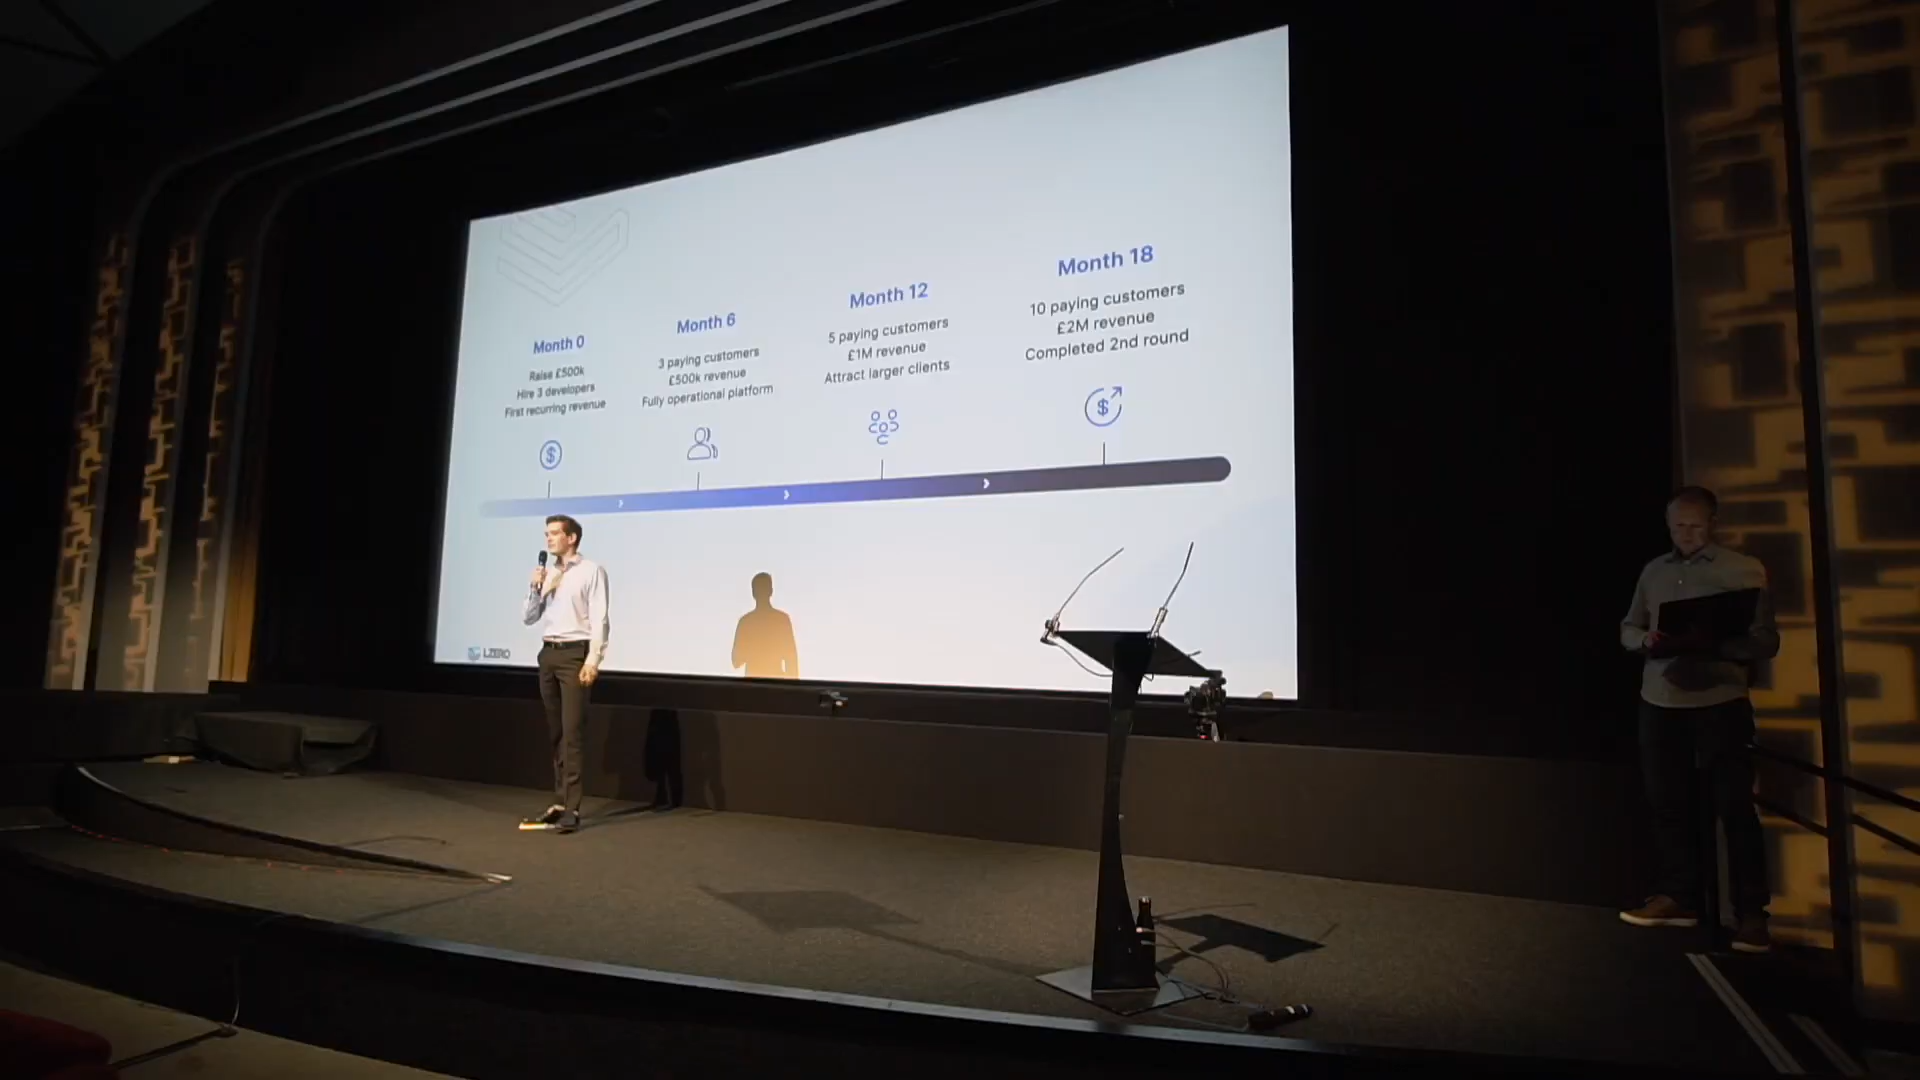 Month 0
Raise £500k
Hire 3 developers
First recurring revenue
Month 6
3 paying customers
£500k revenue
Fully operational platform
Month 12
5 paying customers
£1M revenue
Attract larger clients
Month 18
10 paying customers
£2M revenue
Completed 2nd round
LZERO